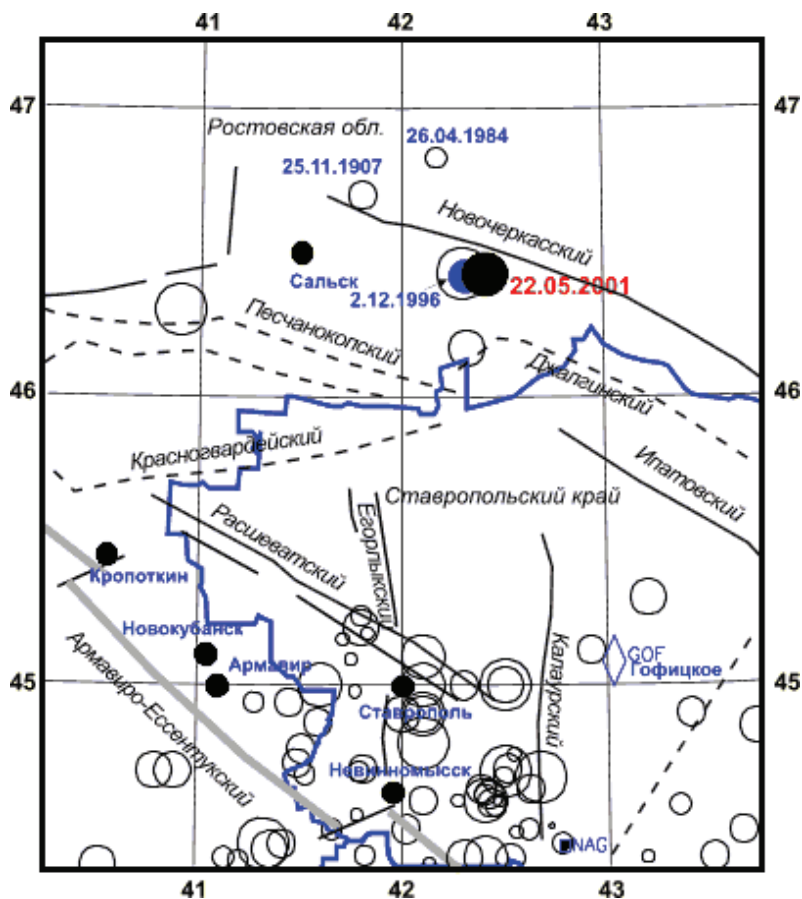 41 42 43
47 47
Ростовская обл.
26.04.1984
25.11.1907
Новочеркасский
Сальск
2.12.1996
22.05.2001
Песчанокопский
Джалгинский
46 46
Красногвардейский
Ипатовский
Ставропольский край
Расшеватский
Егорлыкский
Кропоткин
Новокубанск
Армавир
Калаурский
GOF
Гофицкое
45 45
Ставрополь
Армавиро-Ессентукский
Невинномысск
NAG
41 42 43